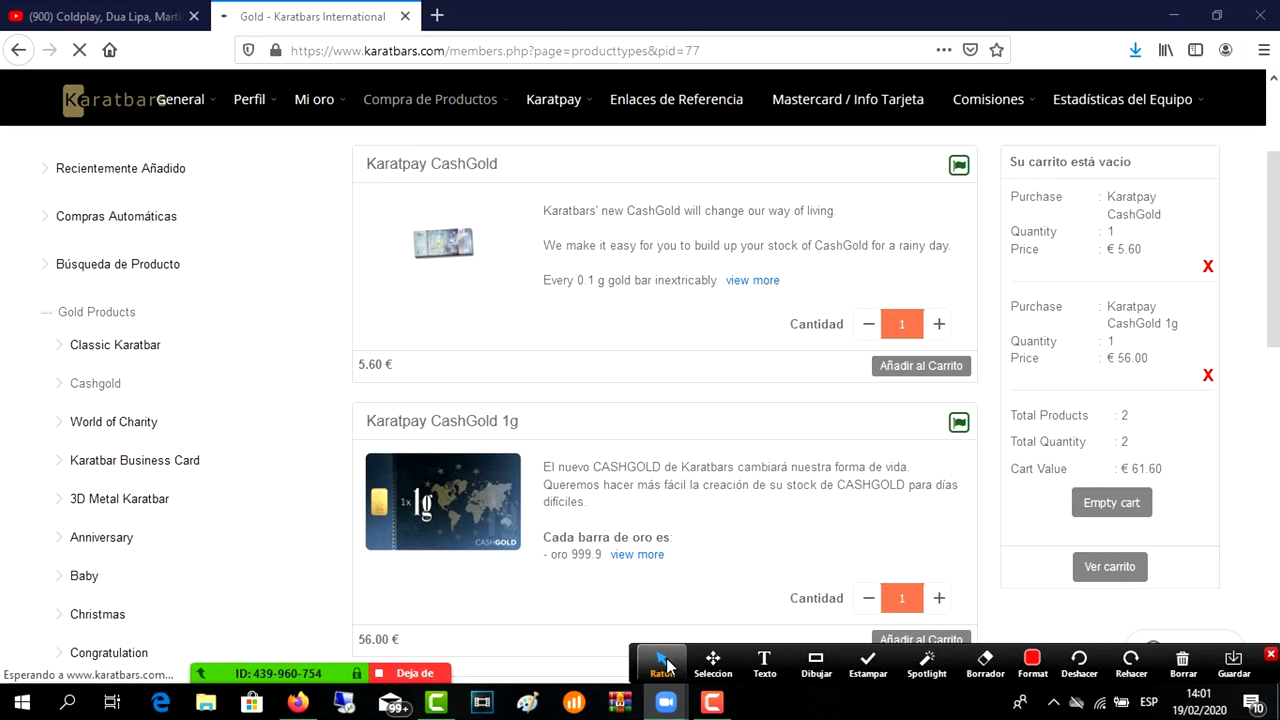 (900) Coldplay, Dua Lipa, Marti
Gold - Karatbars International
https://www.karatbars.com/members.php?page=producttypes&pid=77
Karatbars
General
Perfil
Mi oro
Compra de Productos
Karatpay
Enlaces de Referencia
Mastercard / Info Tarjeta
Comisiones
Estadísticas del Equipo
Recientemente Añadido
Compras Automáticas
Búsqueda de Producto
Gold Products
Classic Karatbar
Cashgold
World of Charity
Karatbar Business Card
3D Metal Karatbar
Anniversary
Baby
Christmas
Congratulation
Karatpay CashGold
Karatbars' new CashGold will change our way of living.
We make it easy for you to build up your stock of CashGold for a rainy day.
Every 0.1 g gold bar inextricably view more
Cantidad − 1 +
5.60 €
Añadir al Carrito
Karatpay CashGold 1g
1x 1g
CASHGOLD
El nuevo CASHGOLD de Karatbars cambiará nuestra forma de vida.
Queremos hacer más fácil la creación de su stock de CASHGOLD para días
difíciles.
Cada barra de oro es:
- oro 999.9 view more
Cantidad − 1 +
56.00 €
Añadir al Carrito
Su carrito está vacío
Purchase : Karatpay
CashGold
Quantity : 1
Price : € 5.60
X
Purchase : Karatpay
CashGold 1g
Quantity : 1
Price : € 56.00
X
Total Products : 2
Total Quantity : 2
Cart Value : € 61.60
Empty cart
Ver carrito
Esperando a www.karatbars.com...
ID: 439-960-754
Deja de
Ratón
Seleccion
Texto
Dibujar
Estampar
Spotlight
Borrador
Format
Deshacer
Rehacer
Borrar
Guardar
99+
ESP
14:01
19/02/2020
10